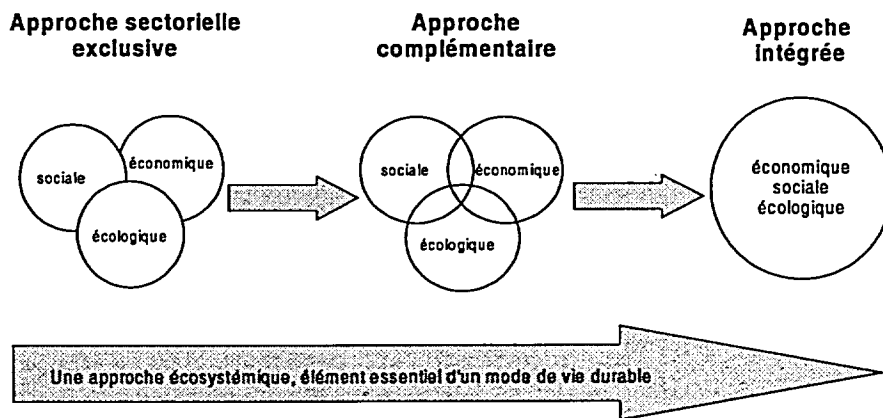 Approche sectorielle
exclusive
Approche
complémentaire
Approche
intégrée
sociale
économique
écologique
sociale
économique
écologique
économique
sociale
écologique
Une approche écosystémique, élément essentiel d'un mode de vie durable